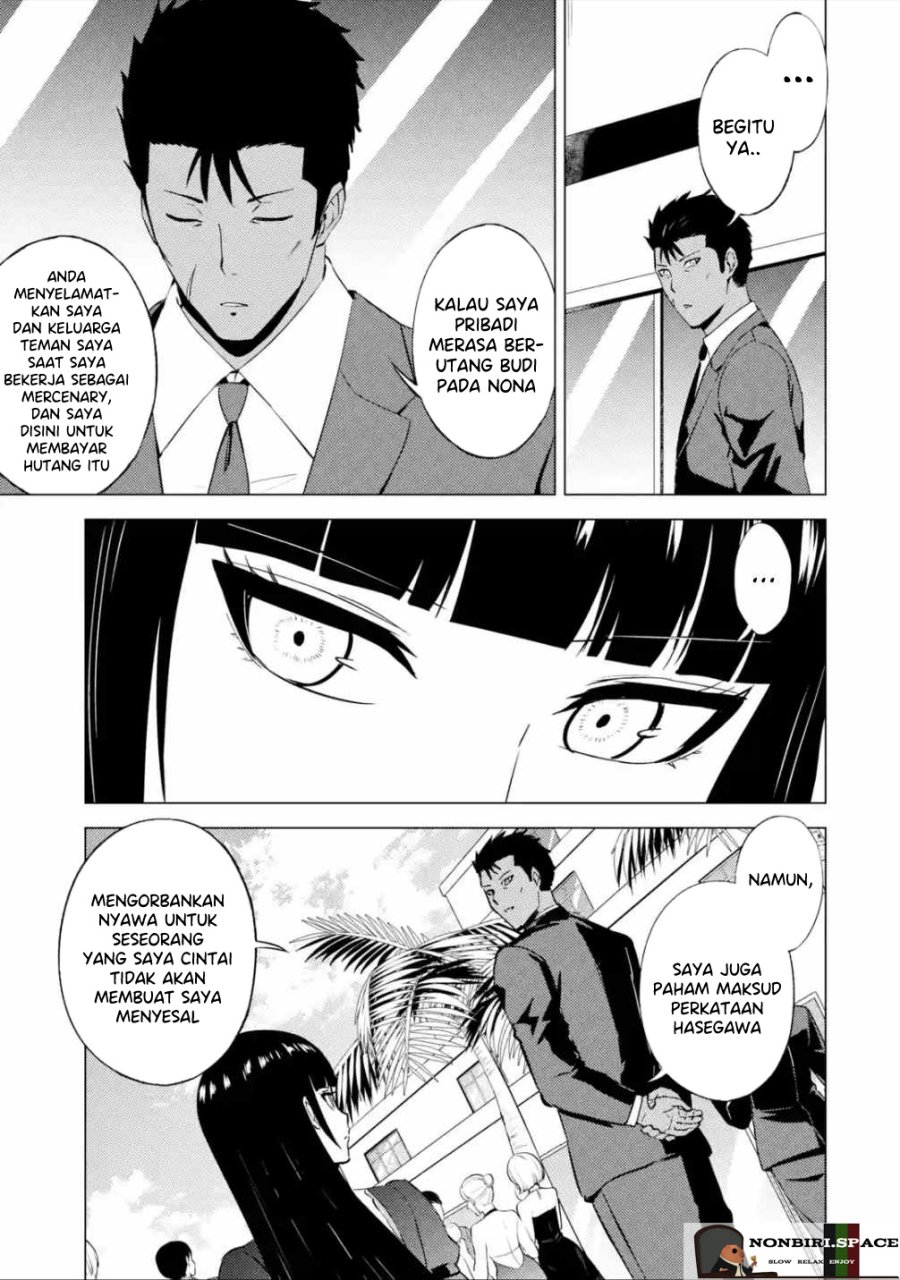 ...
BEGITU
YA..
KALAU SAYA
PRIBADI
MERASA BER-
UTANG BUDI
PADA NONA
ANDA
MENYELAMAT-
KAN SAYA
DAN KELUARGA
TEMAN SAYA
SAAT SAYA
BEKERJA SEBAGAI
MERCENARY,
DAN SAYA
DISINI UNTUK
MEMBAYAR
HUTANG ITU
...
NAMUN,
SAYA JUGA
PAHAM MAKSUD
PERKATAAN
HASEGAWA
MENGORBANKAN
NYAWA UNTUK
SESEORANG
YANG SAYA CINTAI
TIDAK AKAN
MEMBUAT SAYA
MENYESAL
NONBIRI.SPACE
SLOW RELAX ENJOY